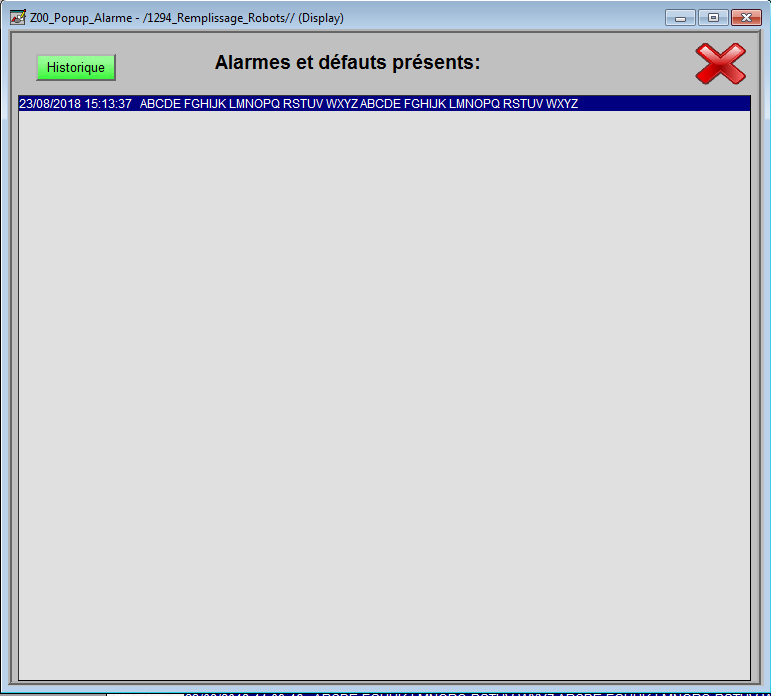 Z00_Popup_Alarme - /1294_Remplissage_Robots// (Display)
Historique
Alarmes et défauts présents:
23/08/2018 15:13:37 ABCDE FGHIJK LMNOPQ RSTUV WXYZ ABCDE FGHIJK LMNOPQ RSTUV WXYZ